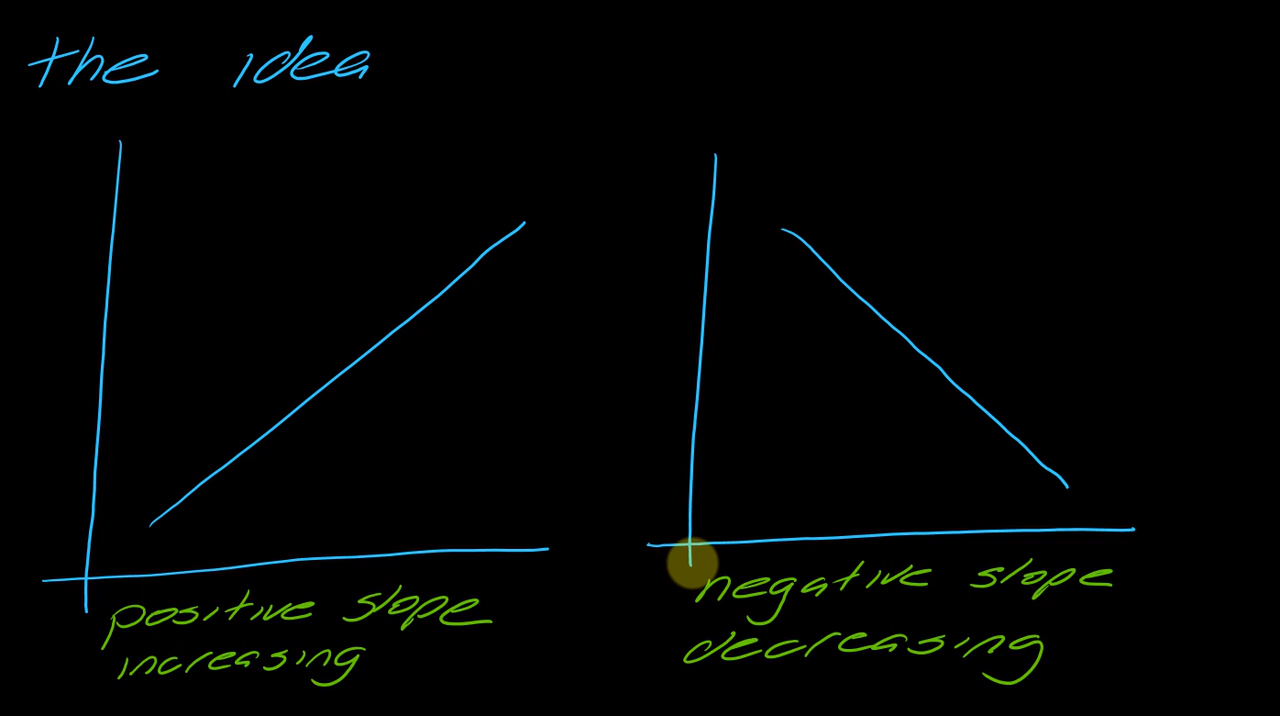 the idea
positive slope
increasing
negative slope
decreasing